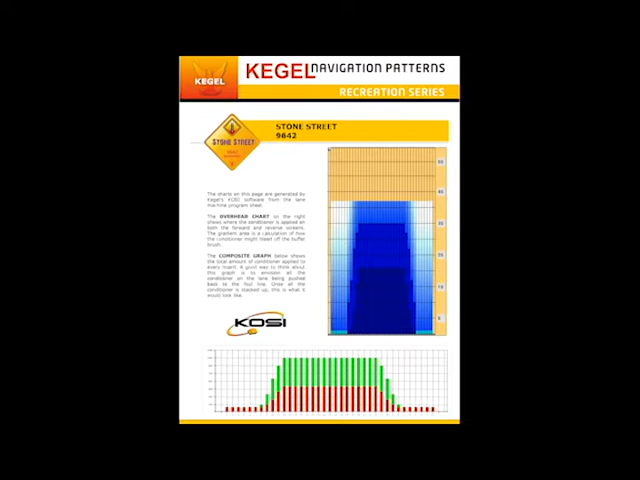 KEGEL
KEGEL NAVIGATION PATTERNS
RECREATION SERIES
STONE STREET
STONE STREET
9842
The charts on this page are generated by
Kegel's KOSI software from the lane
machine program sheet.
The OVERHEAD CHART on the right
shows where the conditioner is applied on
both the forward and reverse screens.
The gradient area is a calculation of how
the conditioner might bleed off the buffer
brush.
The COMPOSITE GRAPH below shows
the total amount of conditioner applied to
every board. A good way to think about
this graph is to envision all the
conditioner on the lane being pushed
back to the foul line. Once all the
conditioner is stacked up, this is what it
would look like.
KOSI